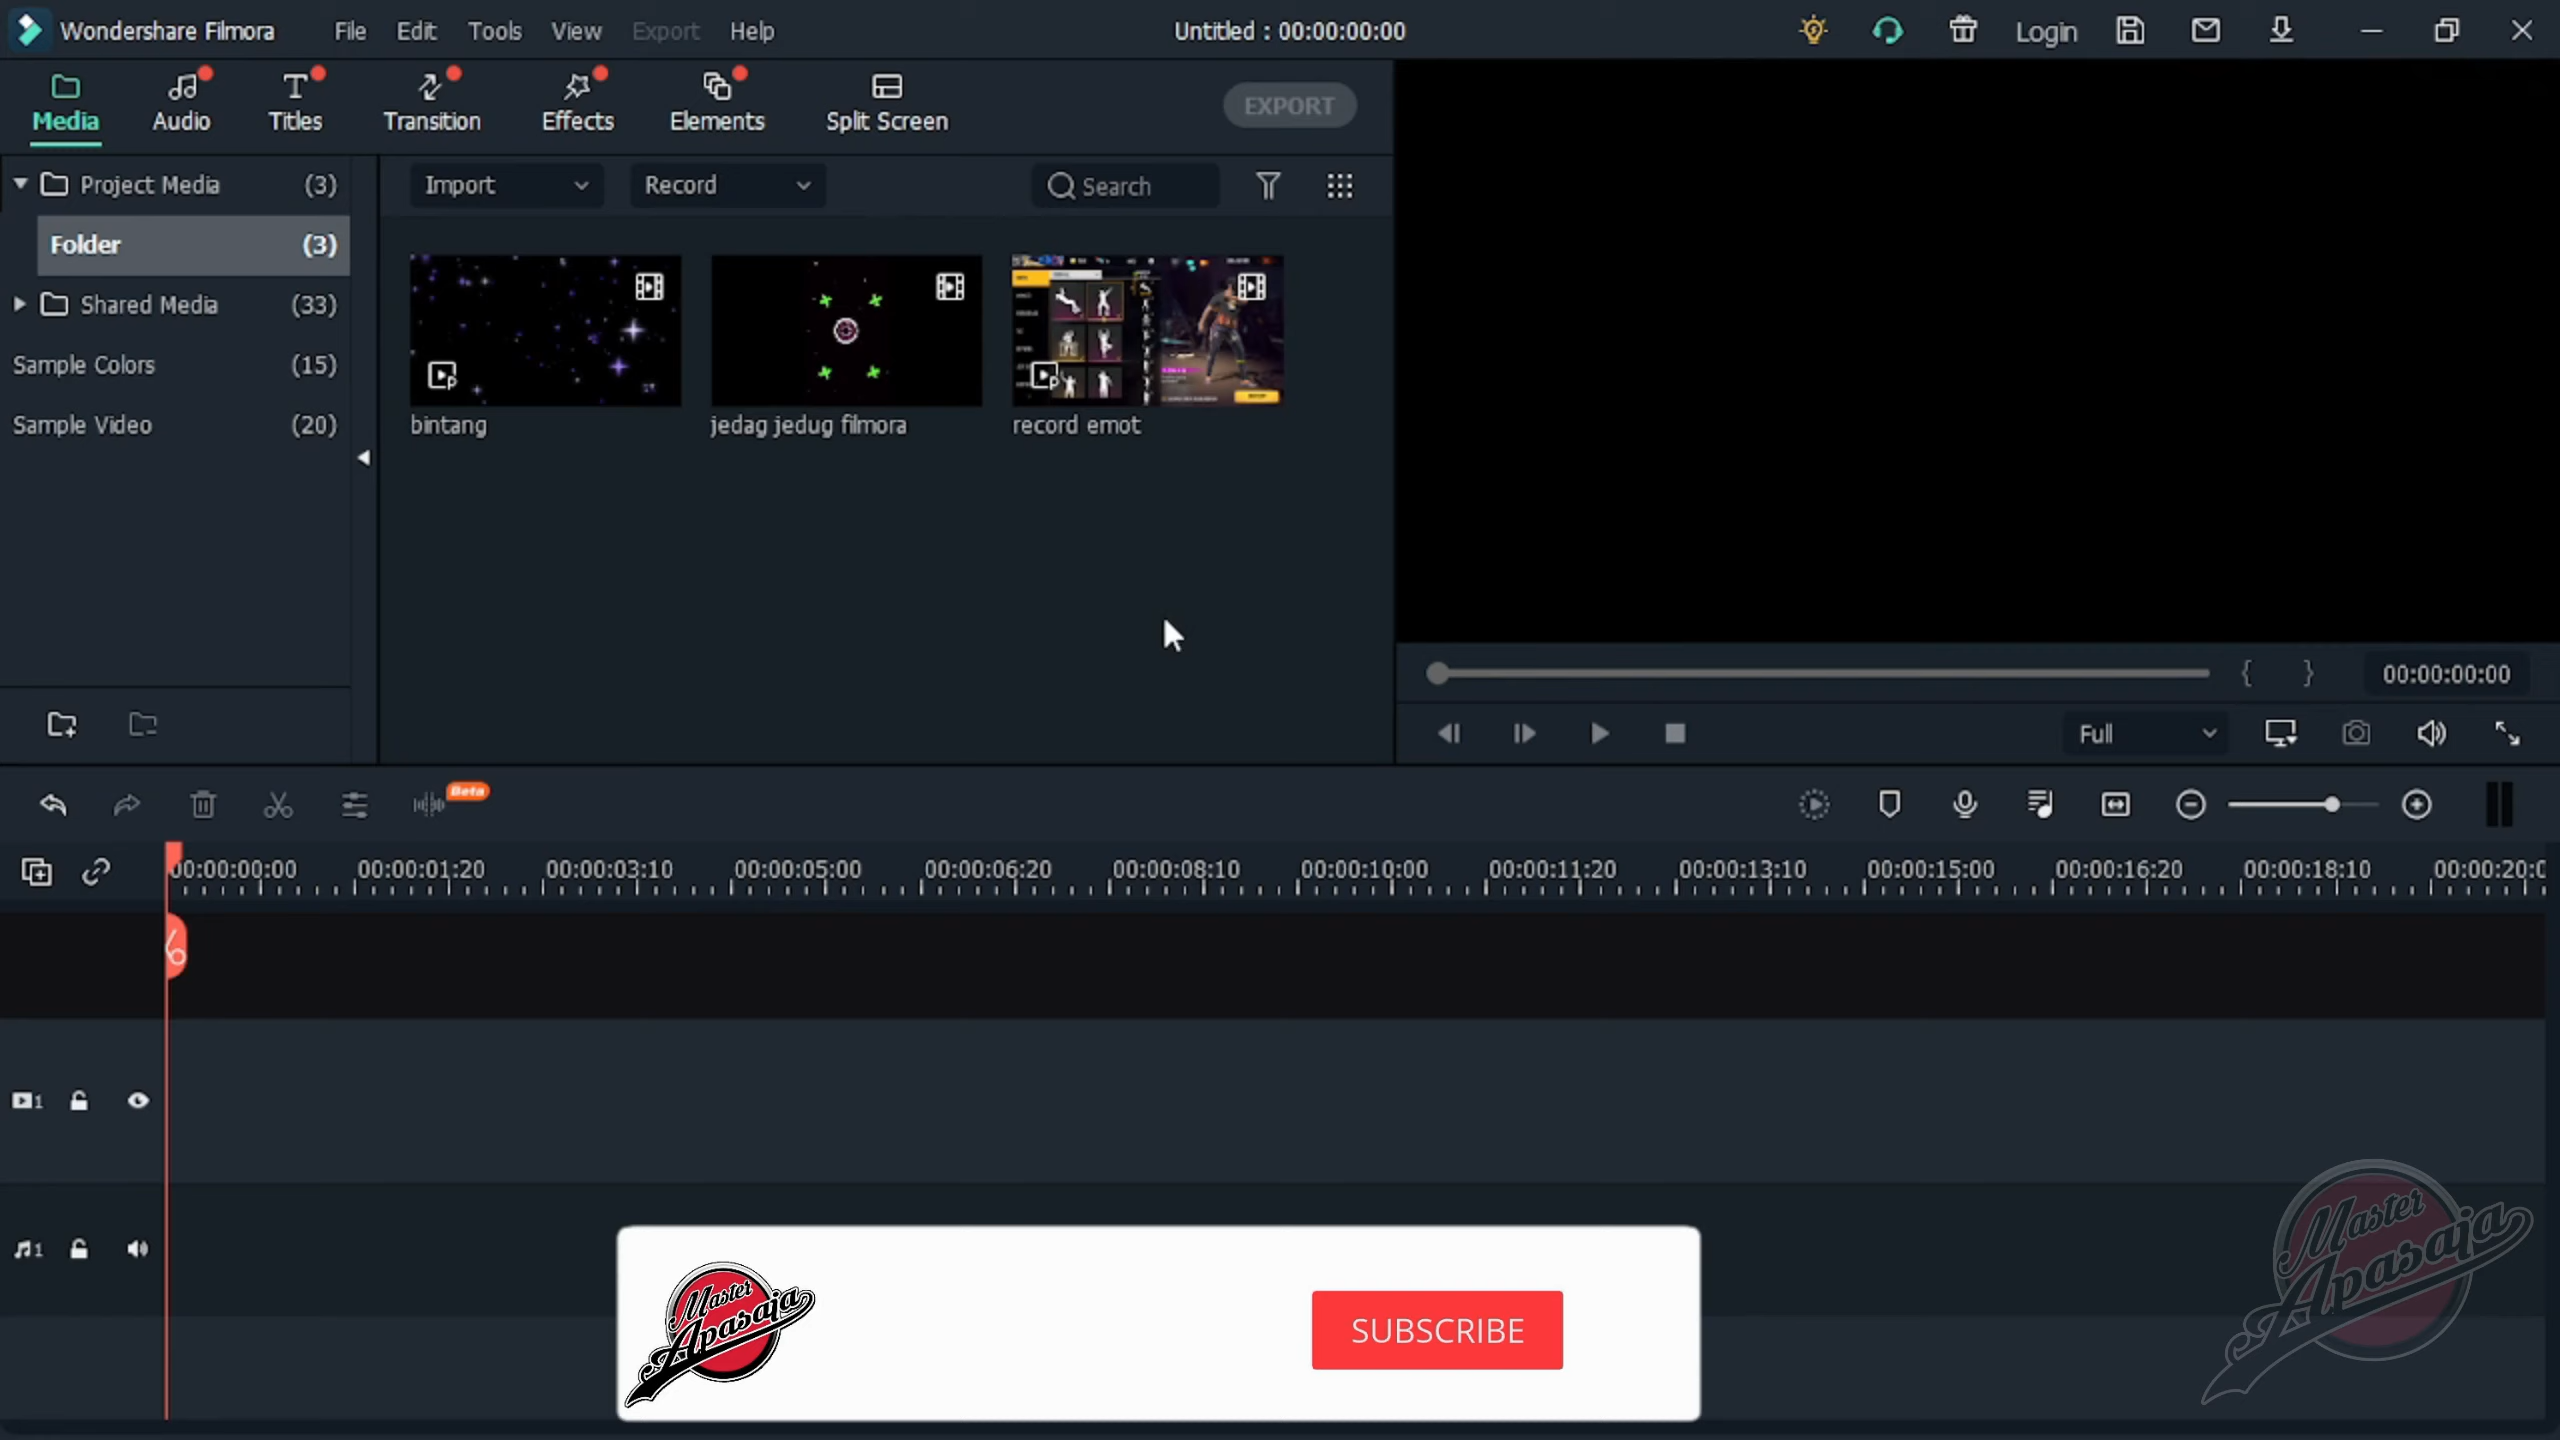 Wondershare Filmora File Edit Tools View Export Help Untitled : 00:00:00:00 Login
Media Audio Titles Transition Effects Elements Split Screen EXPORT
Project Media (3) Import Record Search
Folder (3)
Shared Media (33)
Sample Colors (15)
Sample Video (20)
bintang jedag jedug filmora record emot
00:00:00:00
Full
Beta
00:00:00:00 00:00:01:20 00:00:03:10 00:00:05:00 00:00:06:20 00:00:08:10 00:00:10:00 00:00:11:20 00:00:13:10 00:00:15:00 00:00:16:20 00:00:18:10 00:00:20:0
1
1
Master
Apasaja
SUBSCRIBE
Master
Apasaja